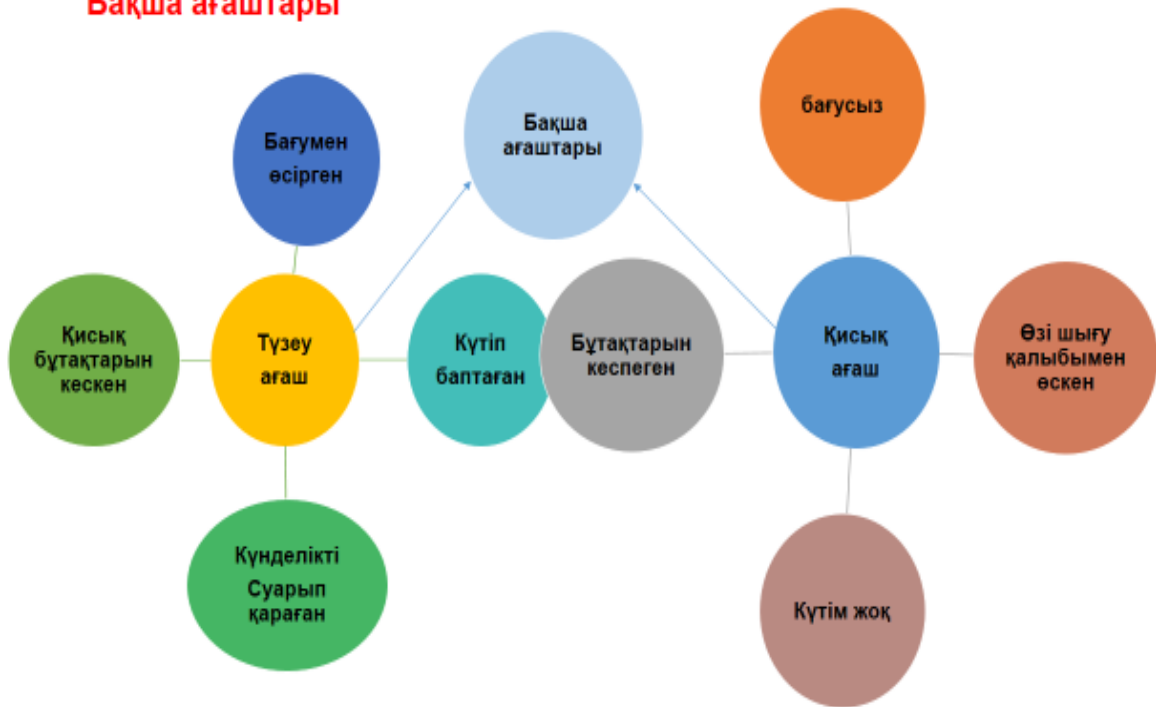 Бақша ағаштары
Бағумен
өсірген
Бақша
ағаштары
бағусыз
Қисық
бұтақтарын
кескен
Түзеу
ағаш
Күтіп
баптаған
Бұтақтарын
кеспеген
Қисық
ағаш
Өзі шығу
қалыбымен
өскен
Күнделікті
Суарып
қараған
Күтім жоқ